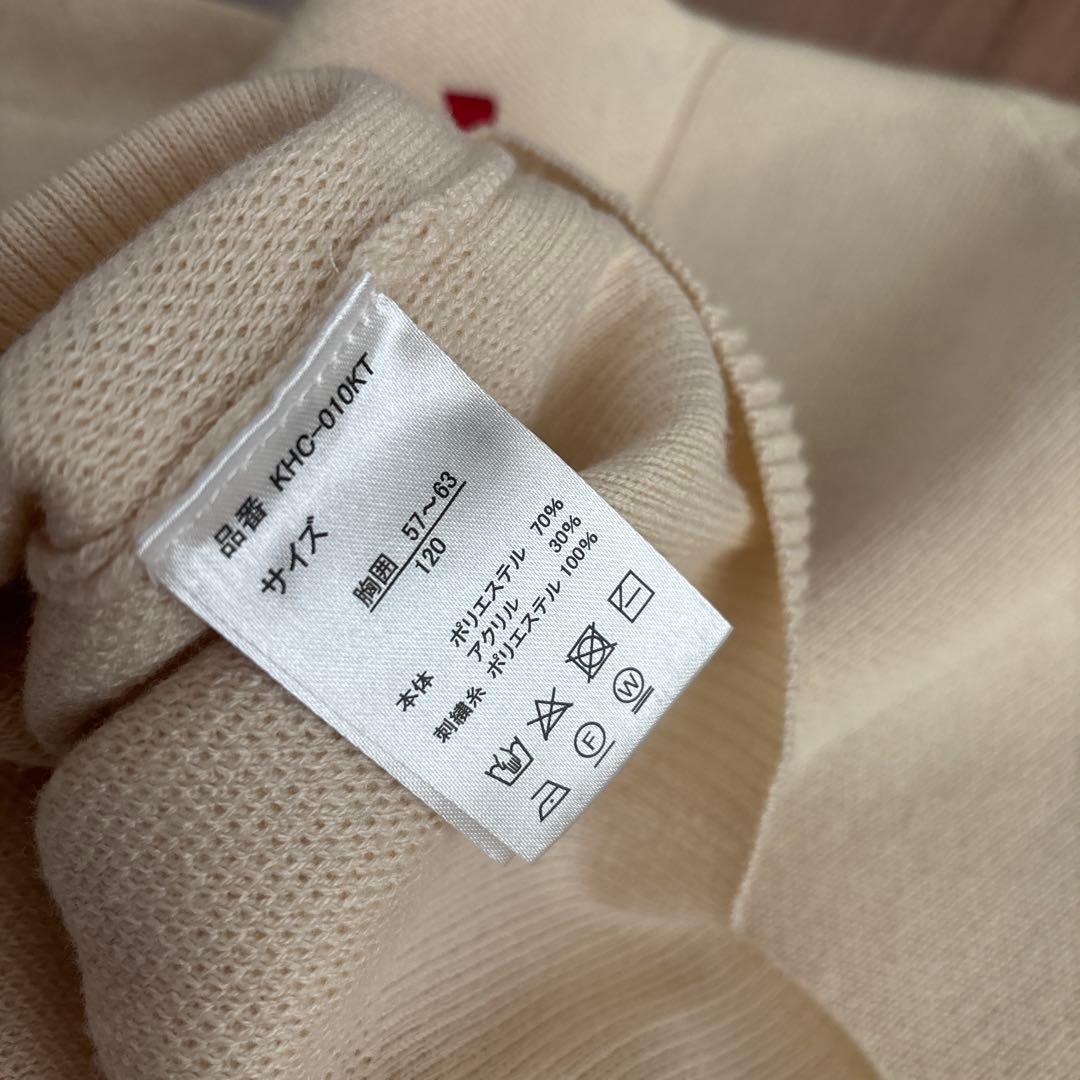 品番 KHC-010KT
サイズ
胸囲 57〜63
120
本体 ポリエステル 70%
アクリル 30%
刺繍糸 ポリエステル 100%
F
W